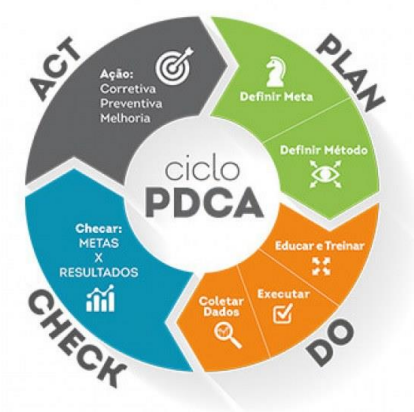 ciclo
PDCA
PLAN
Definir Meta
Definir Método
DO
Educar e Treinar
Executar
Coletar
Dados
CHECK
Checar:
METAS
X
RESULTADOS
ACT
Ação:
Corretiva
Preventiva
Melhoria